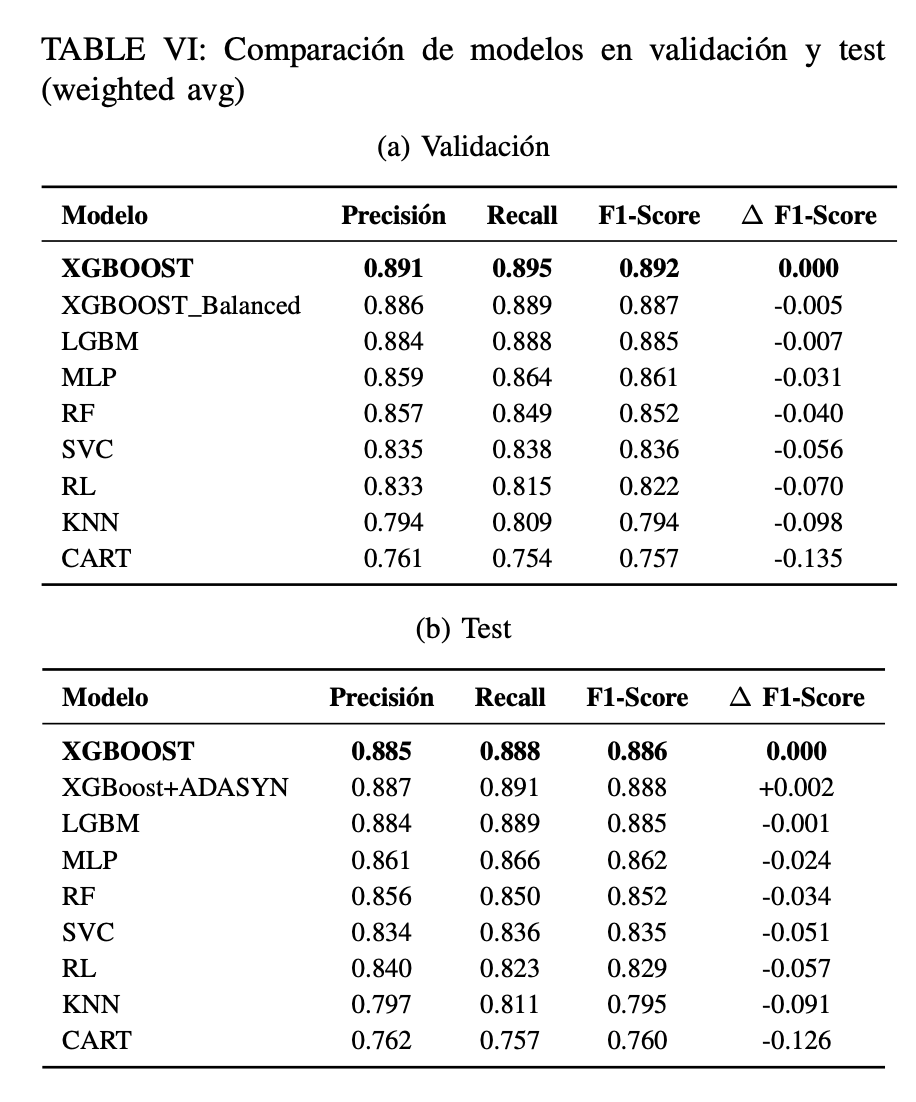 TABLE VI: Comparación de modelos en validación y test
(weighted avg)
(a) Validación
Modelo Precisión Recall F1-Score △ F1-Score
XGBOOST 0.891 0.895 0.892 0.000
XGBOOST_Balanced 0.886 0.889 0.887 -0.005
LGBM 0.884 0.888 0.885 -0.007
MLP 0.859 0.864 0.861 -0.031
RF 0.857 0.849 0.852 -0.040
SVC 0.835 0.838 0.836 -0.056
RL 0.833 0.815 0.822 -0.070
KNN 0.794 0.809 0.794 -0.098
CART 0.761 0.754 0.757 -0.135
(b) Test
Modelo Precisión Recall F1-Score △ F1-Score
XGBOOST 0.885 0.888 0.886 0.000
XGBoost+ADASYN 0.887 0.891 0.888 +0.002
LGBM 0.884 0.889 0.885 -0.001
MLP 0.861 0.866 0.862 -0.024
RF 0.856 0.850 0.852 -0.034
SVC 0.834 0.836 0.835 -0.051
RL 0.840 0.823 0.829 -0.057
KNN 0.797 0.811 0.795 -0.091
CART 0.762 0.757 0.760 -0.126